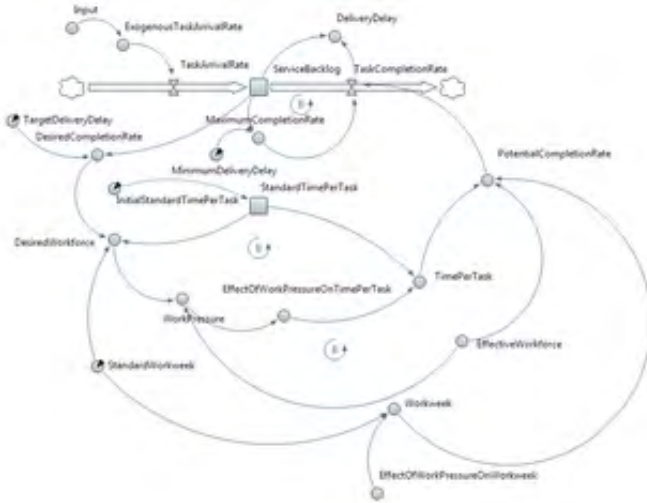 Input
ExogenousTaskArrivalRate
DeliveryDelay
TaskArrivalRate
ServiceBacklog
TaskCompletionRate
TargetDeliveryDelay
MaximumCompletionRate
DesiredCompletionRate
PotentialCompletionRate
MinimumDeliveryDelay
StandardTimePerTask
InitialStandardTimePerTask
DesiredWorkforce
TimePerTask
EffectOfWorkPressureOnTimePerTask
WorkPressure
EffectiveWorkforce
StandardWorkweek
Workweek
EffectOfWorkPressureOnWorkweek